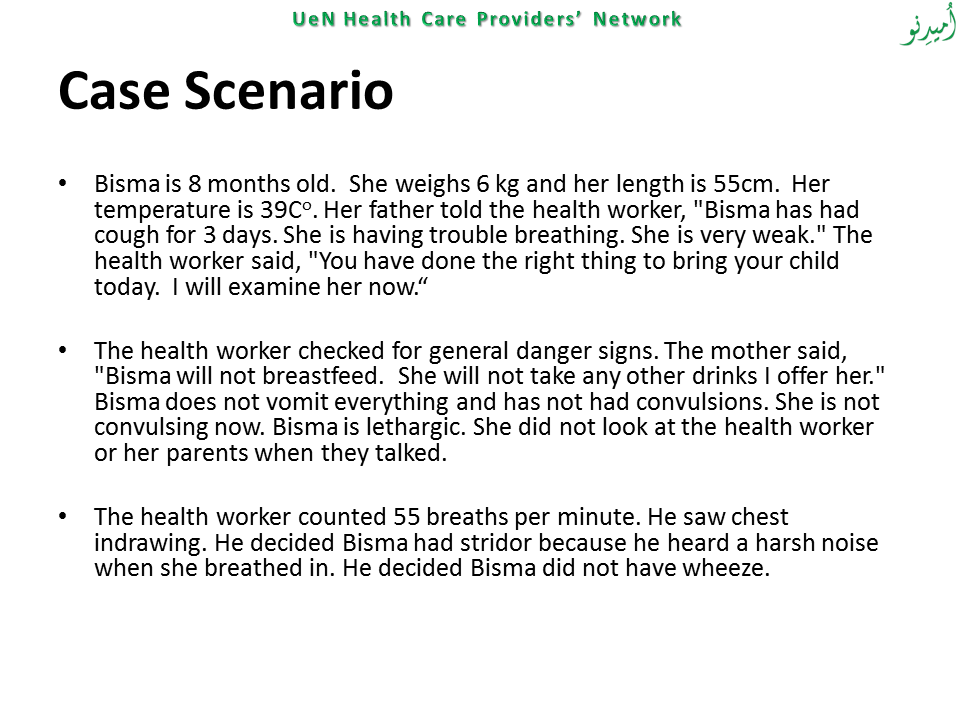 UeN Health Care Providers’ Network
اُمیدِنو
Case Scenario
• Bisma is 8 months old.  She weighs 6 kg and her length is 55cm.  Her
temperature is 39Cᵒ. Her father told the health worker, "Bisma has had
cough for 3 days. She is having trouble breathing. She is very weak." The
health worker said, "You have done the right thing to bring your child
today.  I will examine her now.“
• The health worker checked for general danger signs. The mother said,
"Bisma will not breastfeed.  She will not take any other drinks I offer her."
Bisma does not vomit everything and has not had convulsions. She is not
convulsing now. Bisma is lethargic. She did not look at the health worker
or her parents when they talked.
• The health worker counted 55 breaths per minute. He saw chest
indrawing. He decided Bisma had stridor because he heard a harsh noise
when she breathed in. He decided Bisma did not have wheeze.